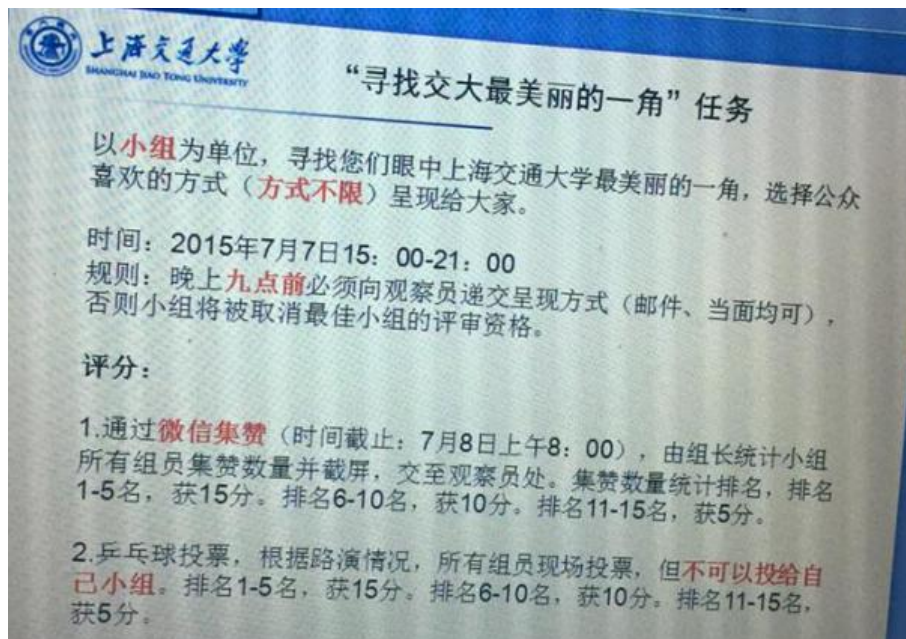 上海交通大学
SHANGHAI JIAO TONG UNIVERSITY
“寻找交大最美丽的一角”任务
以小组为单位，寻找您们眼中上海交通大学最美丽的一角，选择公众
喜欢的方式（方式不限）呈现给大家。
时间：2015年7月7日15：00-21：00
规则：晚上九点前必须向观察员递交呈现方式（邮件、当面均可），
否则小组将被取消最佳小组的评审资格。
评分：
1.通过微信集赞（时间截止：7月8日上午8：00），由组长统计小组
所有组员集赞数量并截屏，交至观察员处。集赞数量统计排名，排名
1-5名，获15分。排名6-10名，获10分。排名11-15名，获5分。
2.乒乓球投票，根据路演情况，所有组员现场投票，但不可以投给自
己小组。排名1-5名，获15分。排名6-10名，获10分。排名11-15名，
获5分。